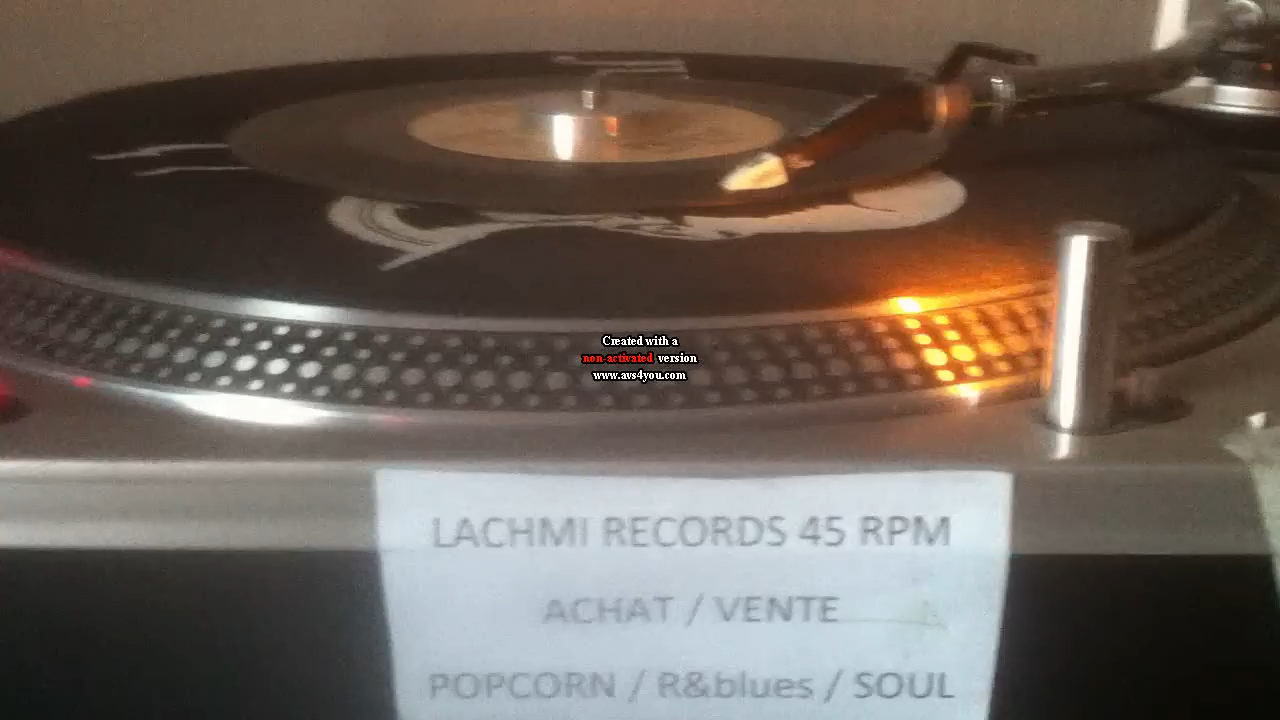 Created with a
non-activated version
www.avs4you.com
LACHMI RECORDS 45 RPM
ACHAT / VENTE
POPCORN / R&blues / SOUL